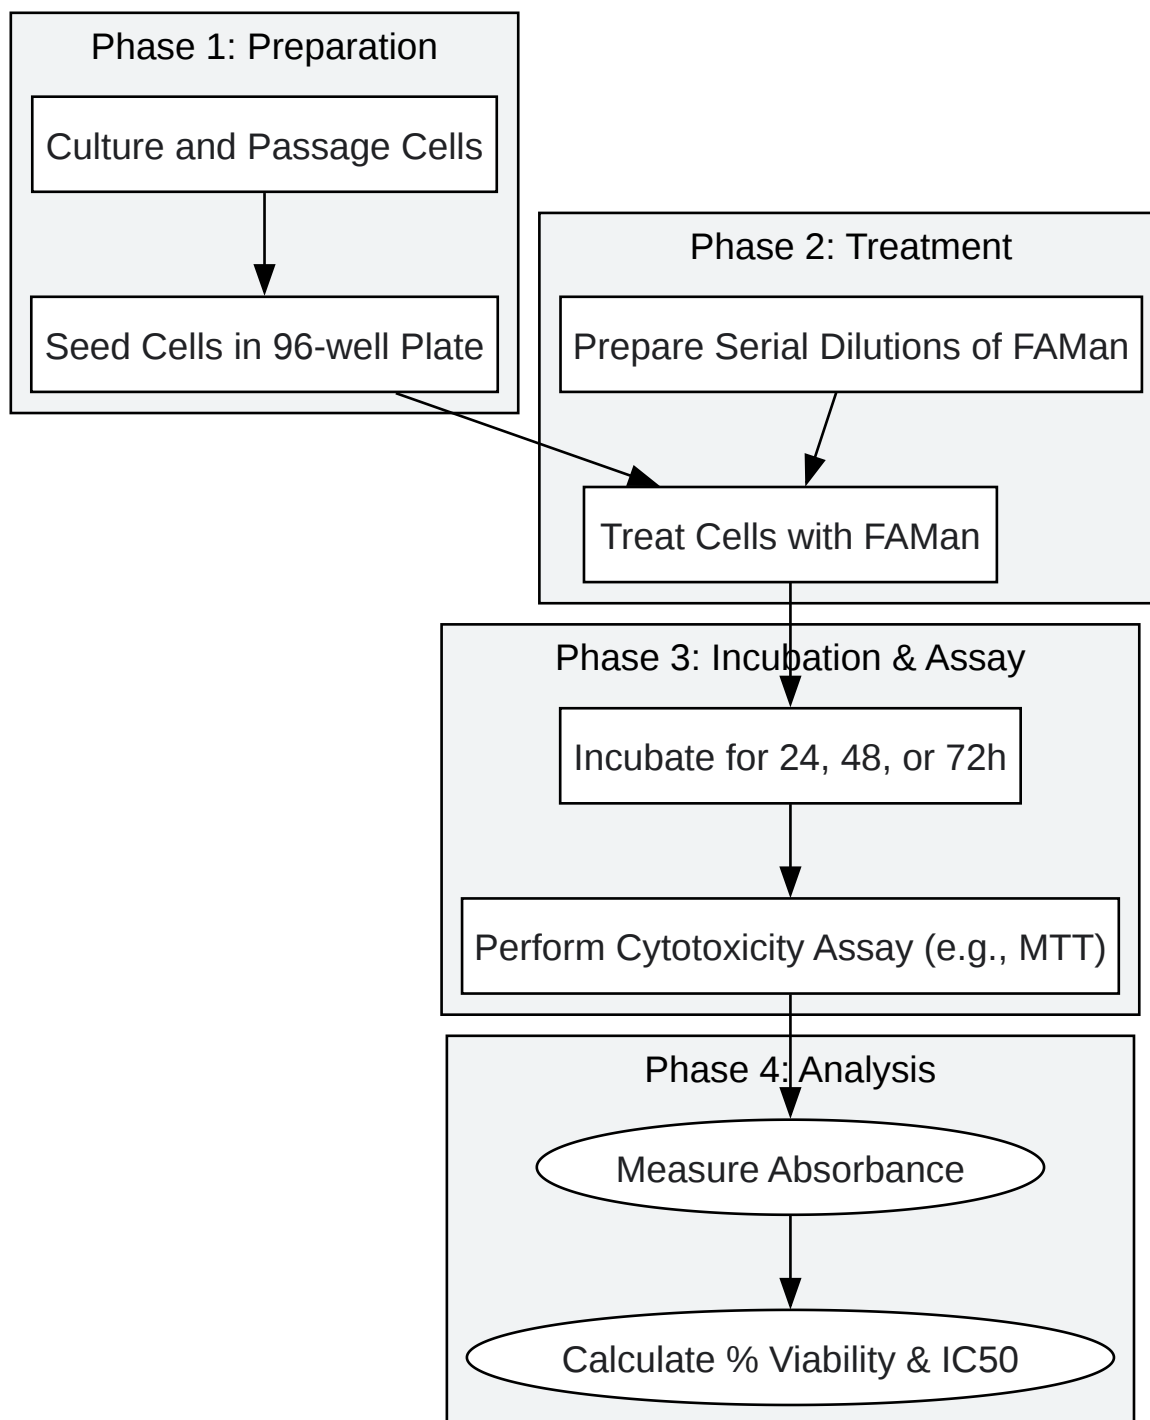 Phase 1: Preparation
Culture and Passage Cells
Seed Cells in 96-well Plate
Phase 2: Treatment
Prepare Serial Dilutions of FAMan
Treat Cells with FAMan
Phase 3: Incubation & Assay
Incubate for 24, 48, or 72h
Perform Cytotoxicity Assay (e.g., MTT)
Phase 4: Analysis
Measure Absorbance
Calculate % Viability & IC50